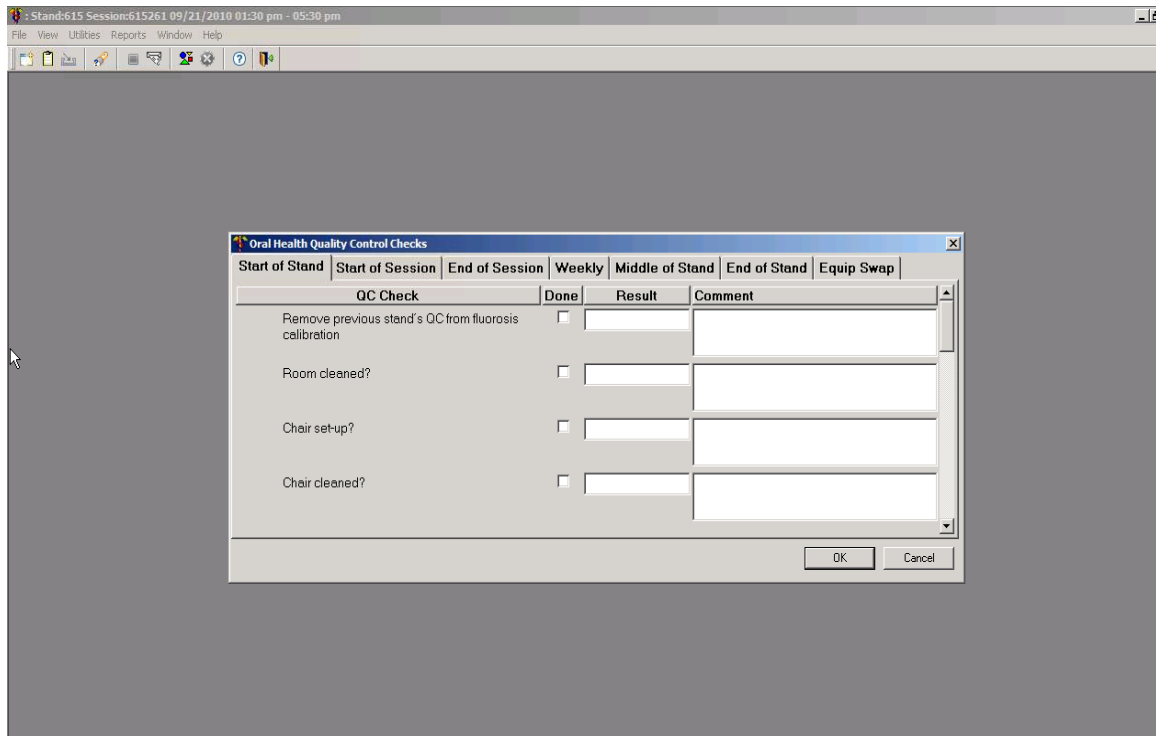 : Stand:615 Session:615261 09/21/2010 01:30 pm - 05:30 pm
File View Utilities Reports Window Help
Oral Health Quality Control Checks
Start of Stand Start of Session End of Session Weekly Middle of Stand End of Stand Equip Swap
QC Check Done Result Comment
Remove previous stand's QC from fluorosis
calibration
Room cleaned?
Chair set-up?
Chair cleaned?
OK Cancel